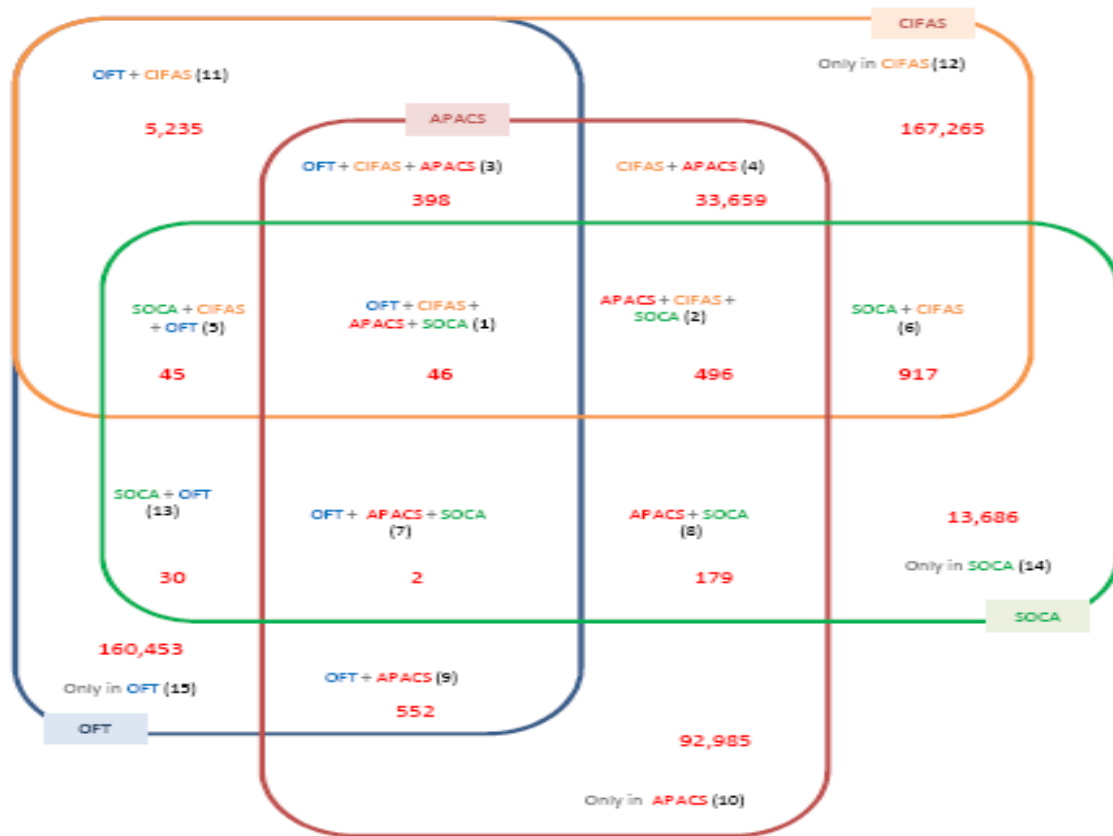 CIFAS
Only in CIFAS (12)
167,265
OFT + CIFAS (11)
5,235
APACS
OFT + CIFAS + APACS (3)
398
CIFAS + APACS (4)
33,659
SOCA + CIFAS
+ OFT (5)
45
OFT + CIFAS +
APACS + SOCA (1)
46
APACS + CIFAS +
SOCA (2)
496
SOCA + CIFAS
(6)
917
SOCA + OFT
(13)
30
OFT + APACS + SOCA
(7)
2
APACS + SOCA
(8)
179
13,686
Only in SOCA (14)
SOCA
160,453
Only in OFT (15)
OFT
OFT + APACS (9)
552
92,985
Only in APACS (10)